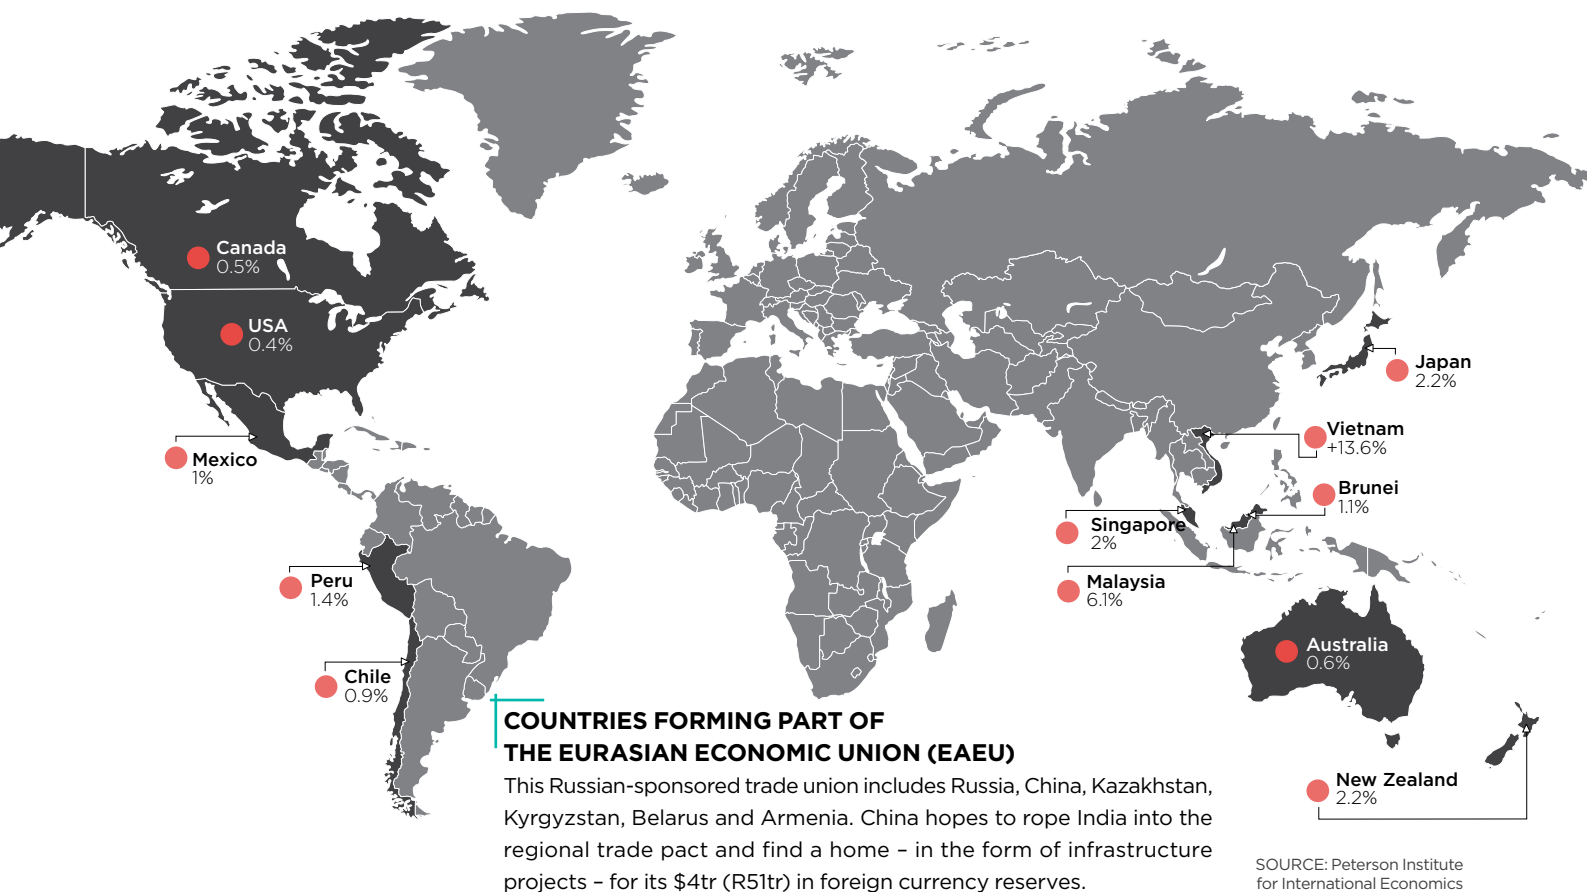 Canada
0.5%
USA
0.4%
Mexico
1%
Peru
1.4%
Chile
0.9%
Japan
2.2%
Vietnam
+13.6%
Brunei
1.1%
Singapore
2%
Malaysia
6.1%
Australia
0.6%
New Zealand
2.2%
COUNTRIES FORMING PART OF
THE EURASIAN ECONOMIC UNION (EAEU)
This Russian-sponsored trade union includes Russia, China, Kazakhstan,
Kyrgyzstan, Belarus and Armenia. China hopes to rope India into the
regional trade pact and find a home – in the form of infrastructure
projects – for its $4tr (R51tr) in foreign currency reserves.
SOURCE: Peterson Institute
for International Economics